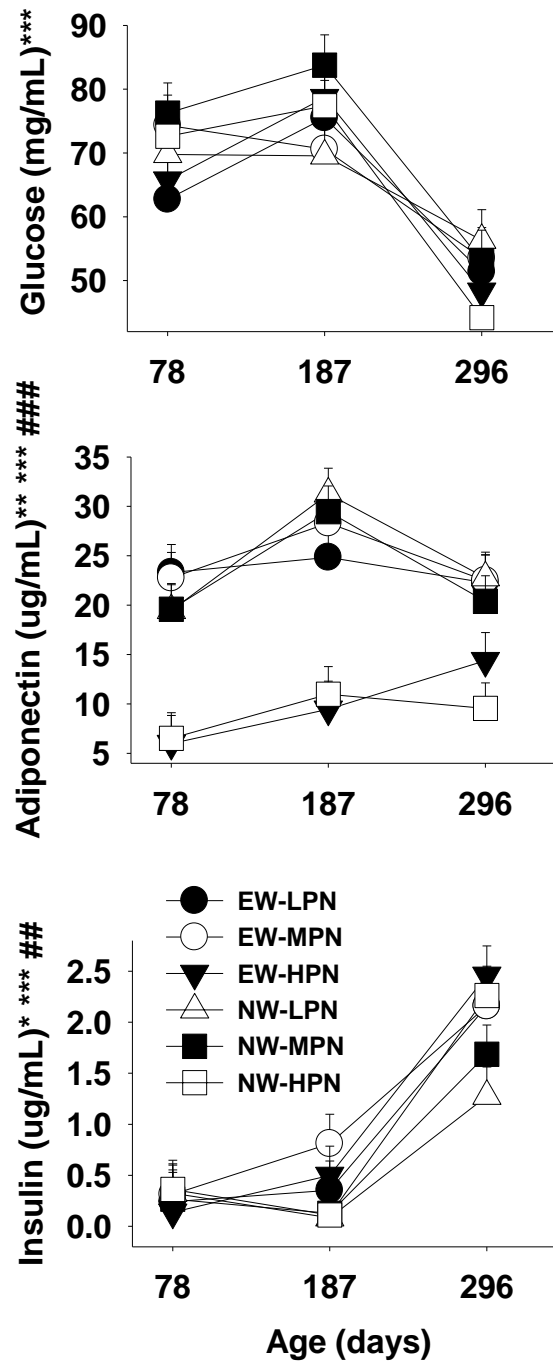 Glucose (mg/mL)***
90
80
70
60
50
78 187 296
Adiponectin (ug/mL)** *** ###
35
30
25
20
15
10
5
78 187 296
Insulin (ug/mL)* *** ##
2.5
2.0
1.5
1.0
0.5
0.0
EW-LPN
EW-MPN
EW-HPN
NW-LPN
NW-MPN
NW-HPN
78 187 296
Age (days)